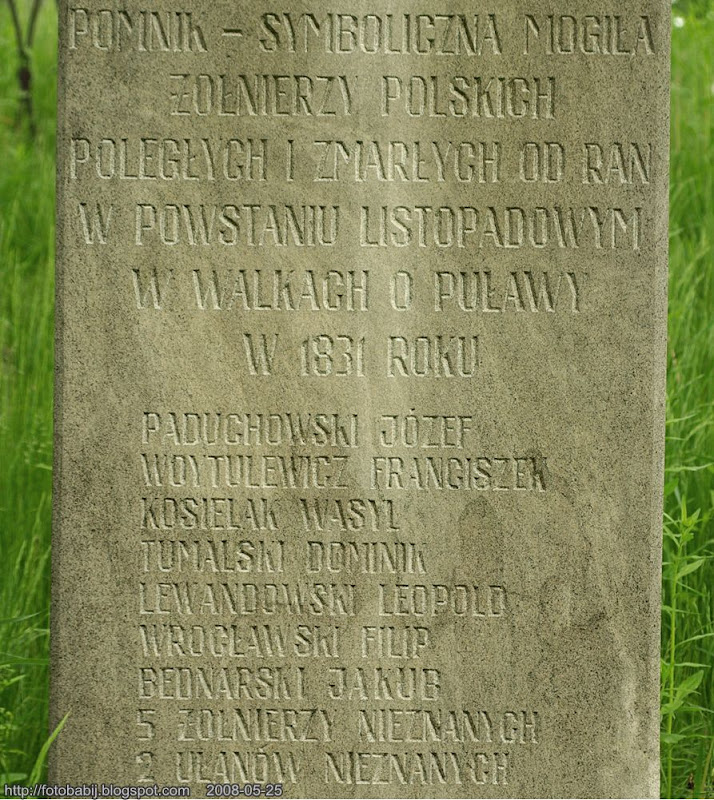 POMNIK – SYMBOLICZNA MOGIŁA
ŻOŁNIERZY POLSKICH
POLEGŁYCH I ZMARŁYCH OD RAN
W POWSTANIU LISTOPADOWYM
W WALKACH O PUŁAWY
W 1831 ROKU
PADUCHOWSKI JÓZEF
WOYTULEWICZ FRANCISZEK
KOSIELAK WASYL
TUMALSKI DOMINIK
LEWANDOWSKI LEOPOLD
WROCŁAWSKI FILIP
BEDNARSKI JAKUB
5 ŻOŁNIERZY NIEZNANYCH
2 UŁANÓW NIEZNANYCH
http://fotobabij.blogspot.com 2008-05-25